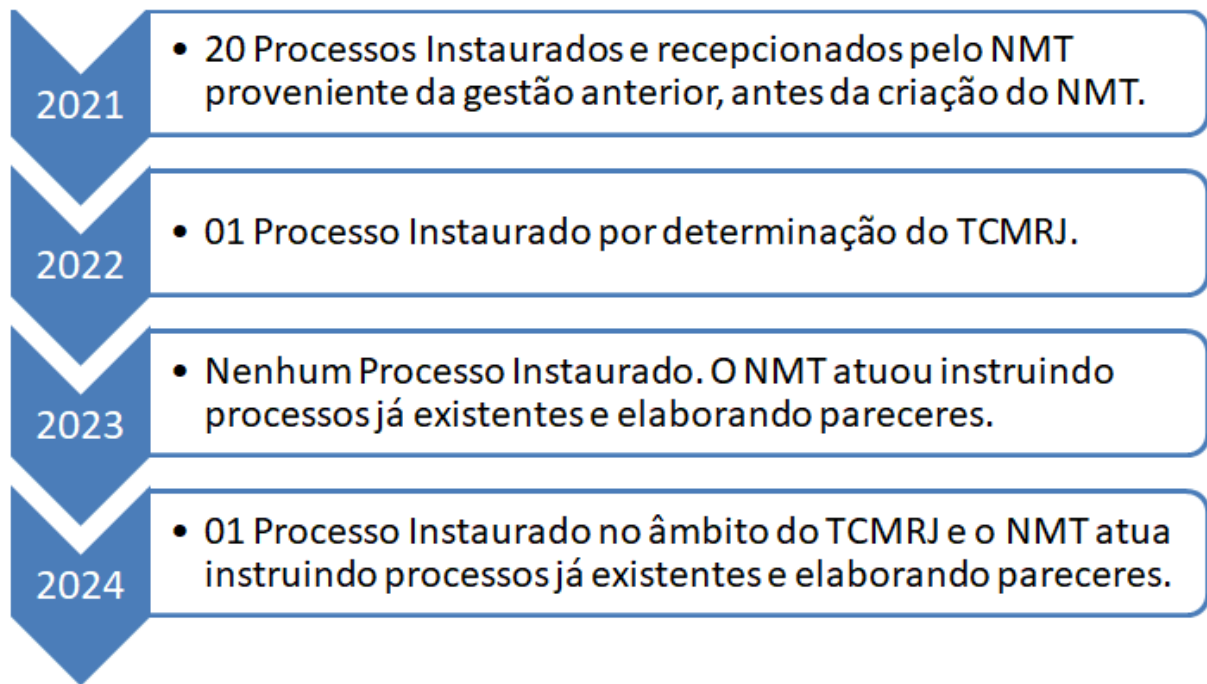 2021
• 20 Processos Instaurados e recepcionados pelo NMT
proveniente da gestão anterior, antes da criação do NMT.
2022
• 01 Processo Instaurado por determinação do TCMRJ.
2023
• Nenhum Processo Instaurado. O NMT atuou instruindo
processos já existentes e elaborando pareceres.
2024
• 01 Processo Instaurado no âmbito do TCMRJ e o NMT atua
instruindo processos já existentes e elaborando pareceres.